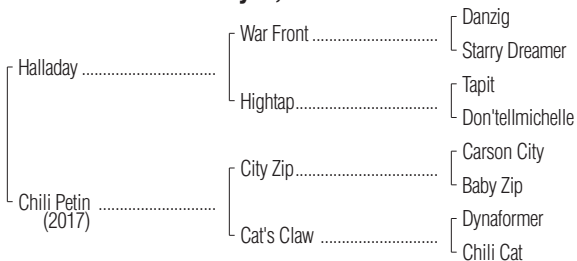 Danzig
War Front
Starry Dreamer
Halladay
Tapit
Hightap
Don'tellmichelle
Carson City
City Zip
Baby Zip
Chili Petin
(2017)
Dynaformer
Cat's Claw
Chili Cat